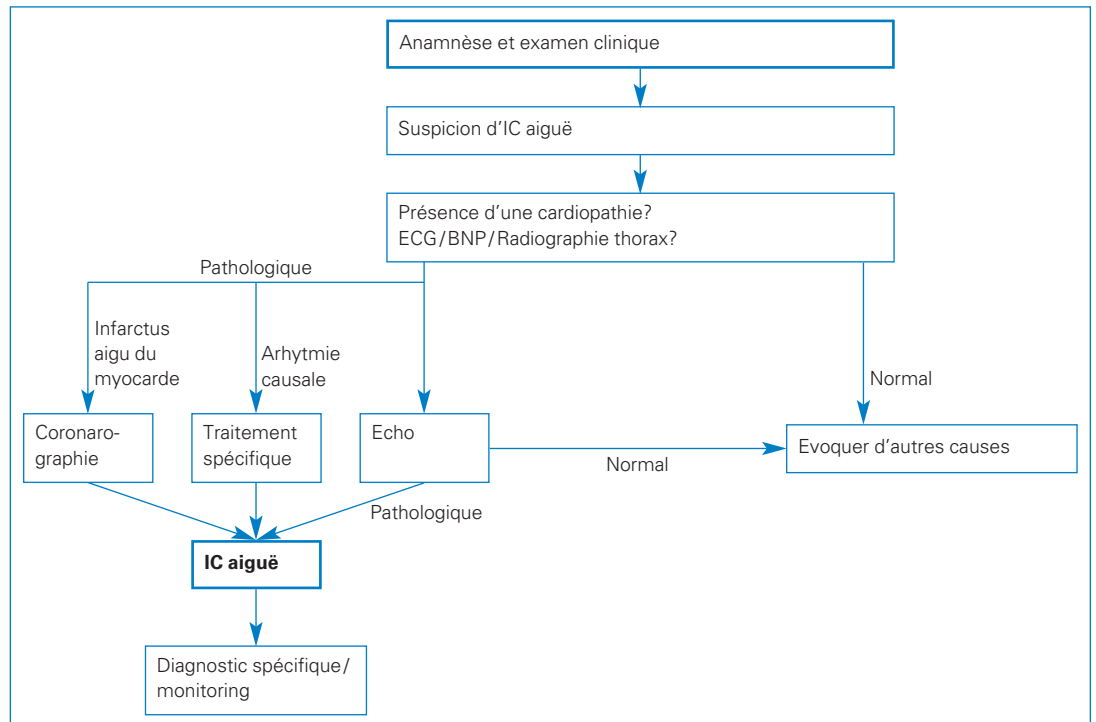 Anamnèse et examen clinique
Suspicion d'IC aiguë
Présence d'une cardiopathie?
ECG/BNP/Radiographie thorax?
Pathologique
Infarctus
aigu du
myocarde
Arhytmie
causale
Normal
Coronaro-
graphie
Traitement
spécifique
Echo
Normal
Evoquer d'autres causes
Pathologique
IC aiguë
Diagnostic spécifique/
monitoring